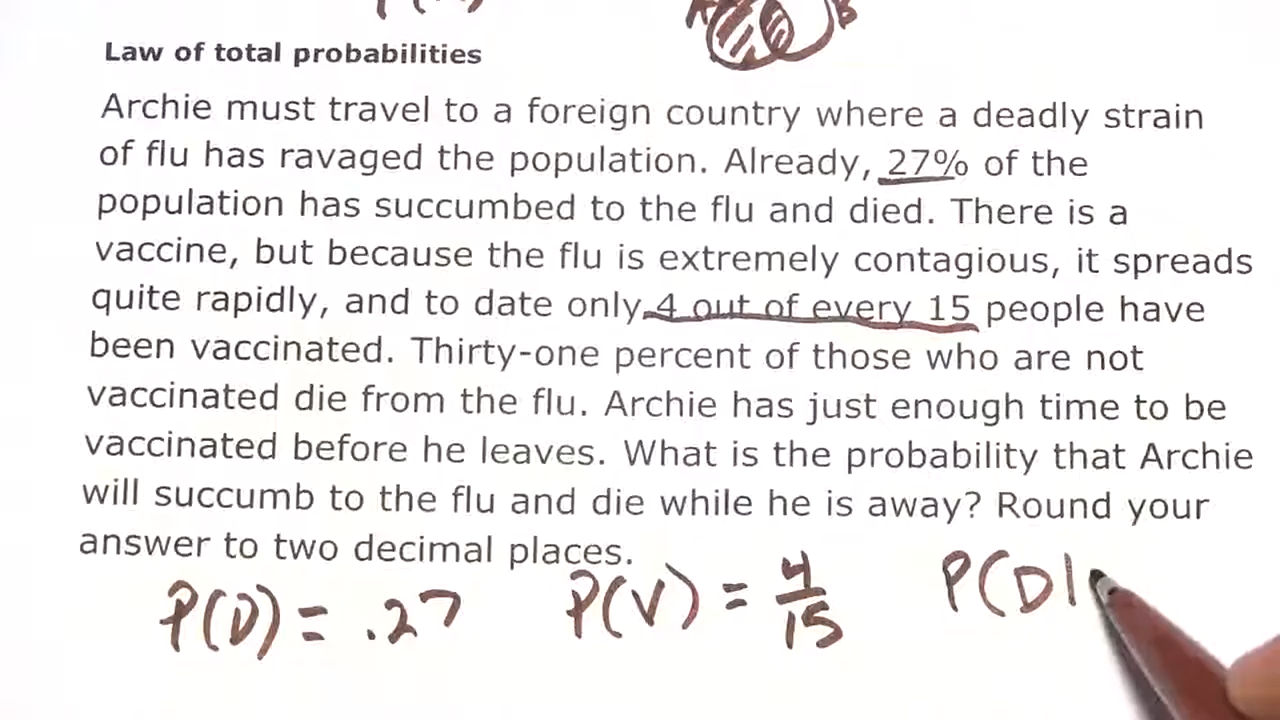 Law of total probabilities
Archie must travel to a foreign country where a deadly strain
of flu has ravaged the population. Already, 27% of the
population has succumbed to the flu and died. There is a
vaccine, but because the flu is extremely contagious, it spreads
quite rapidly, and to date only 4 out of every 15 people have
been vaccinated. Thirty-one percent of those who are not
vaccinated die from the flu. Archie has just enough time to be
vaccinated before he leaves. What is the probability that Archie
will succumb to the flu and die while he is away? Round your
answer to two decimal places.
P(D) = .27 P(V) = 4/15 P(D|